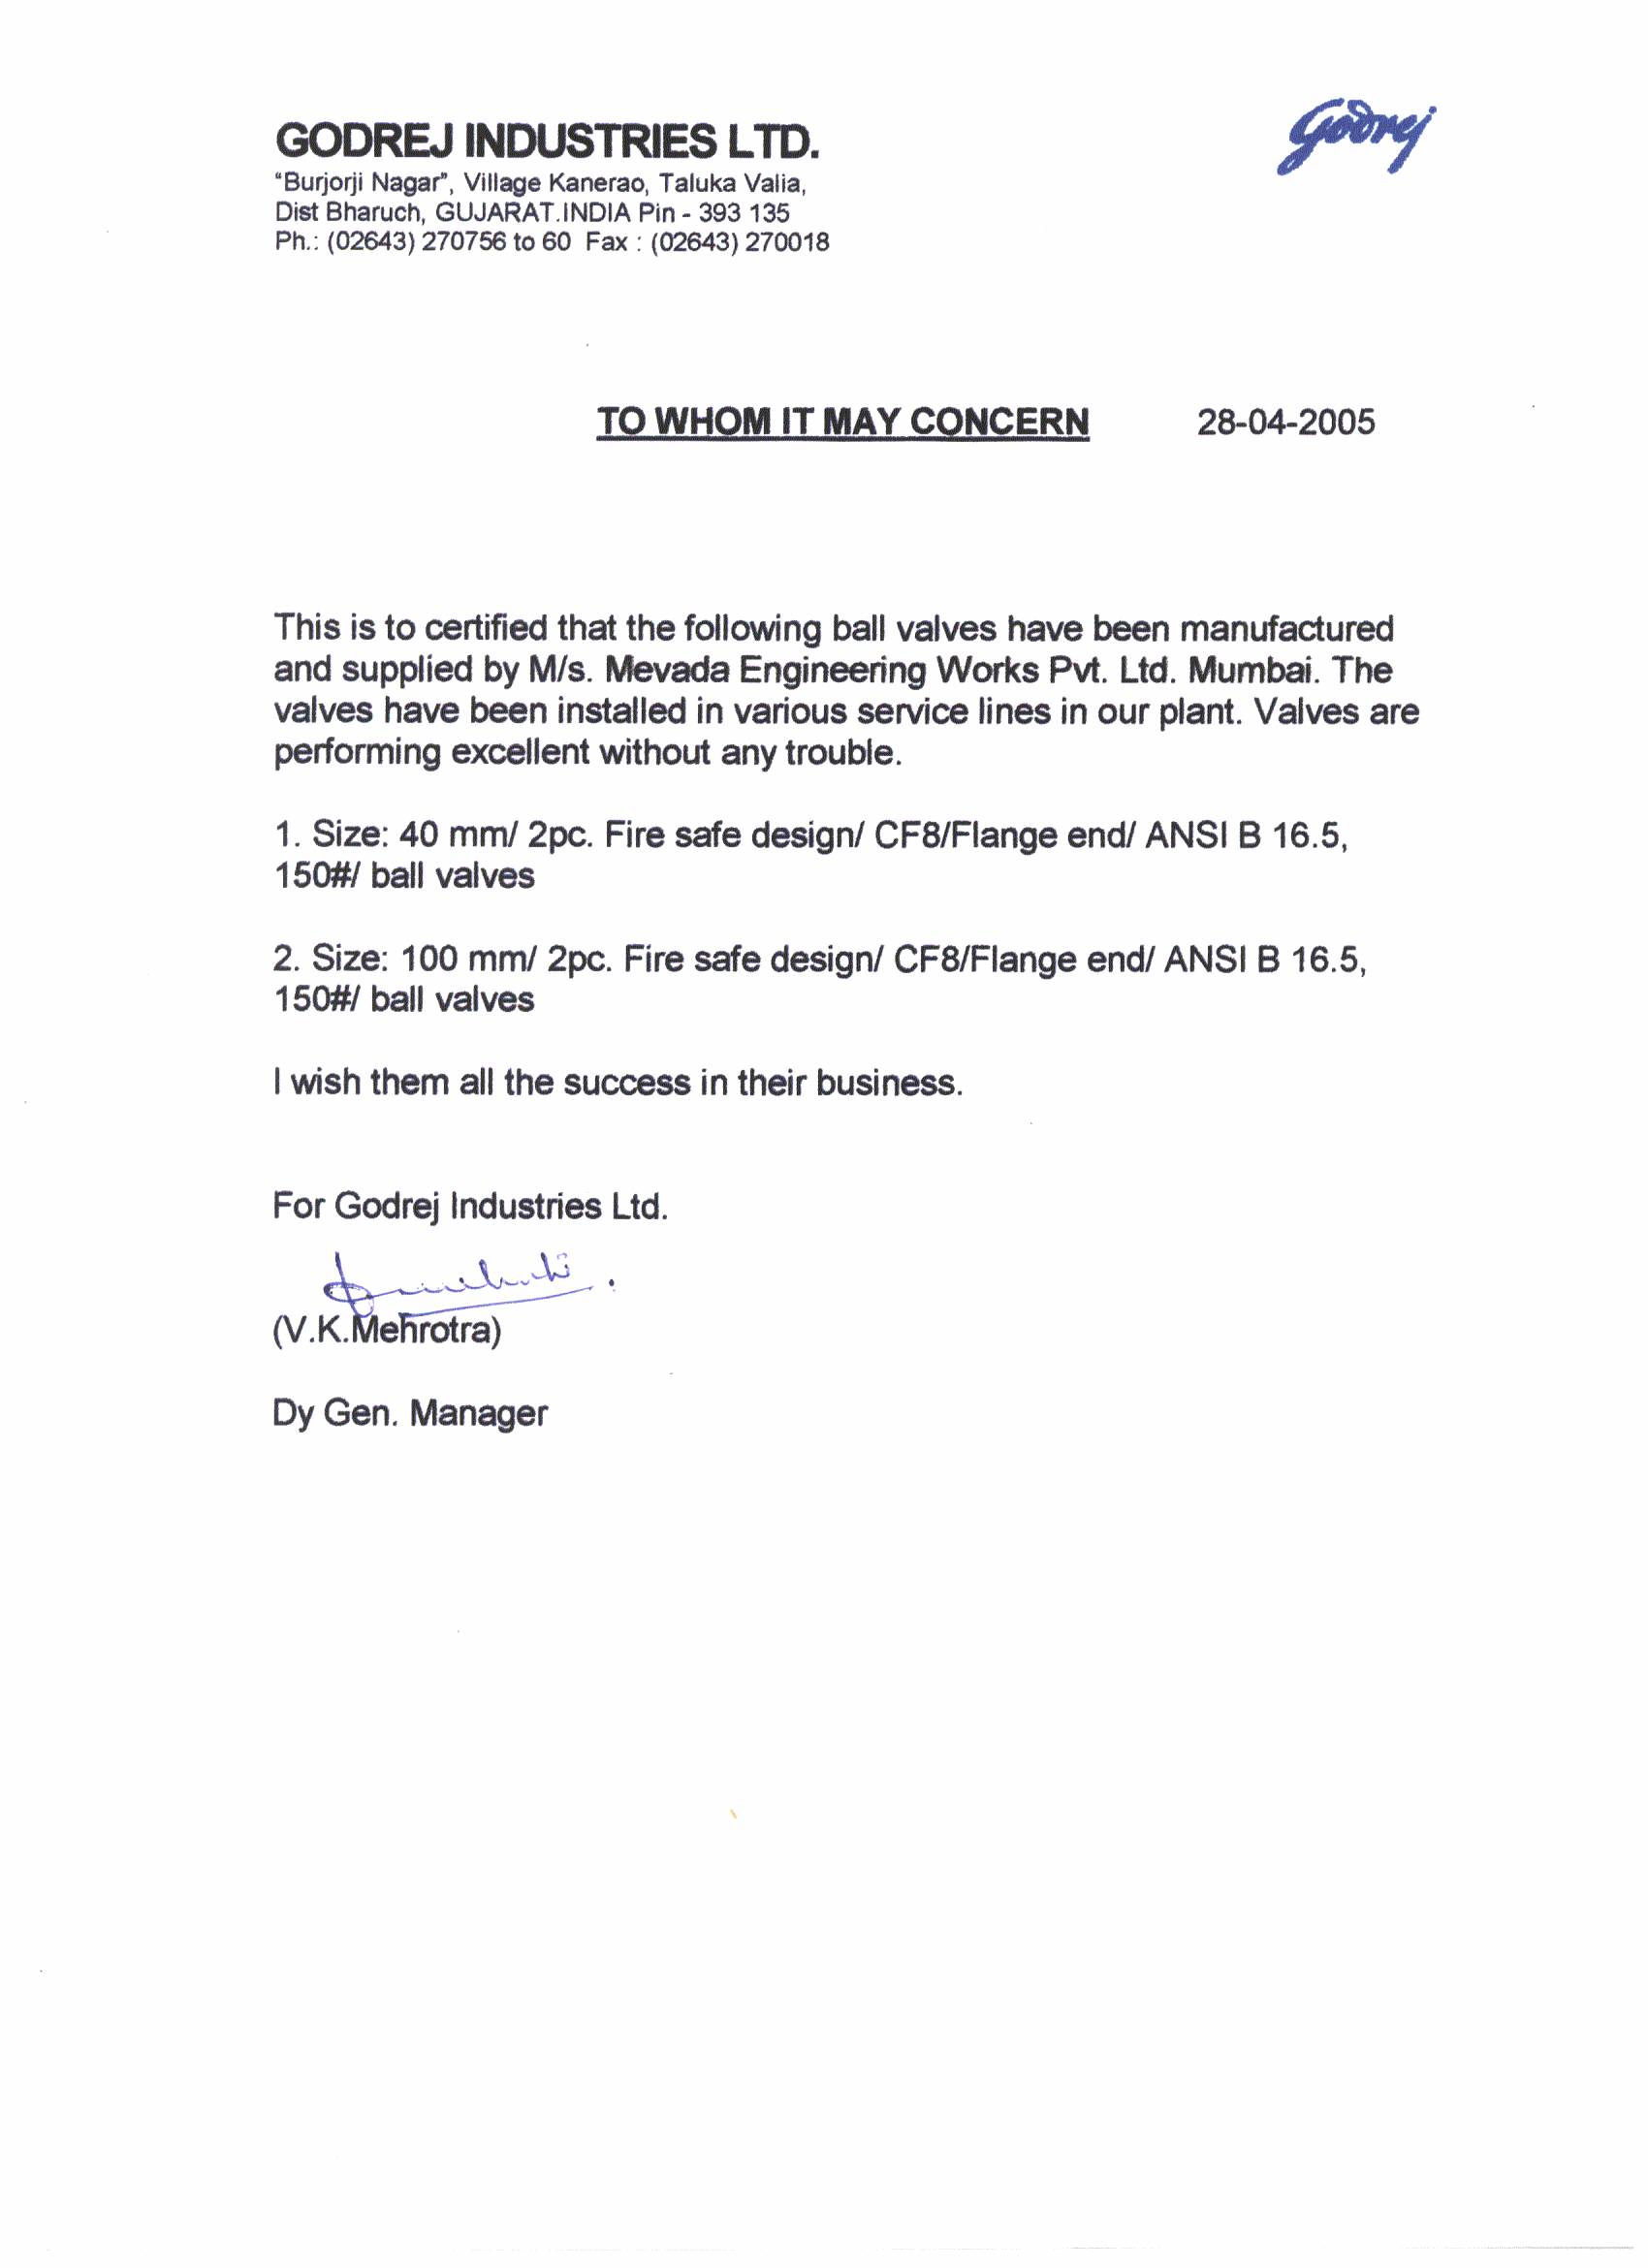 GODREJ INDUSTRIES LTD.
Godrej
"Burjorji Nagar", Village Kanerao, Taluka Valia,
Dist Bharuch, GUJARAT.INDIA Pin - 393 135
Ph.: (02643) 270756 to 60 Fax : (02643) 270018
TO WHOM IT MAY CONCERN 28-04-2005
This is to certified that the following ball valves have been manufactured
and supplied by M/s. Mevada Engineering Works Pvt. Ltd. Mumbai. The
valves have been installed in various service lines in our plant. Valves are
performing excellent without any trouble.
1. Size: 40 mm/ 2pc. Fire safe design/ CF8/Flange end/ ANSI B 16.5,
150#/ ball valves
2. Size: 100 mm/ 2pc. Fire safe design/ CF8/Flange end/ ANSI B 16.5,
150#/ ball valves
I wish them all the success in their business.
For Godrej Industries Ltd.
(V.K.Mehrotra)
Dy Gen. Manager